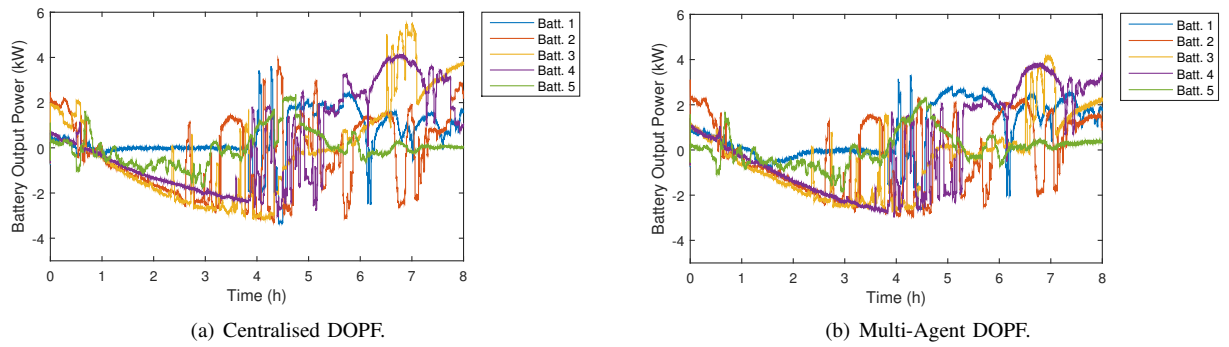 6
4
2
0
-2
-4
Battery Output Power (kW)
0 1 2 3 4 5 6 7 8
Time (h)
Batt. 1
Batt. 2
Batt. 3
Batt. 4
Batt. 5
(a) Centralised DOPF.
6
4
2
0
-2
-4
Battery Output Power (kW)
0 1 2 3 4 5 6 7 8
Time (h)
Batt. 1
Batt. 2
Batt. 3
Batt. 4
Batt. 5
(b) Multi-Agent DOPF.